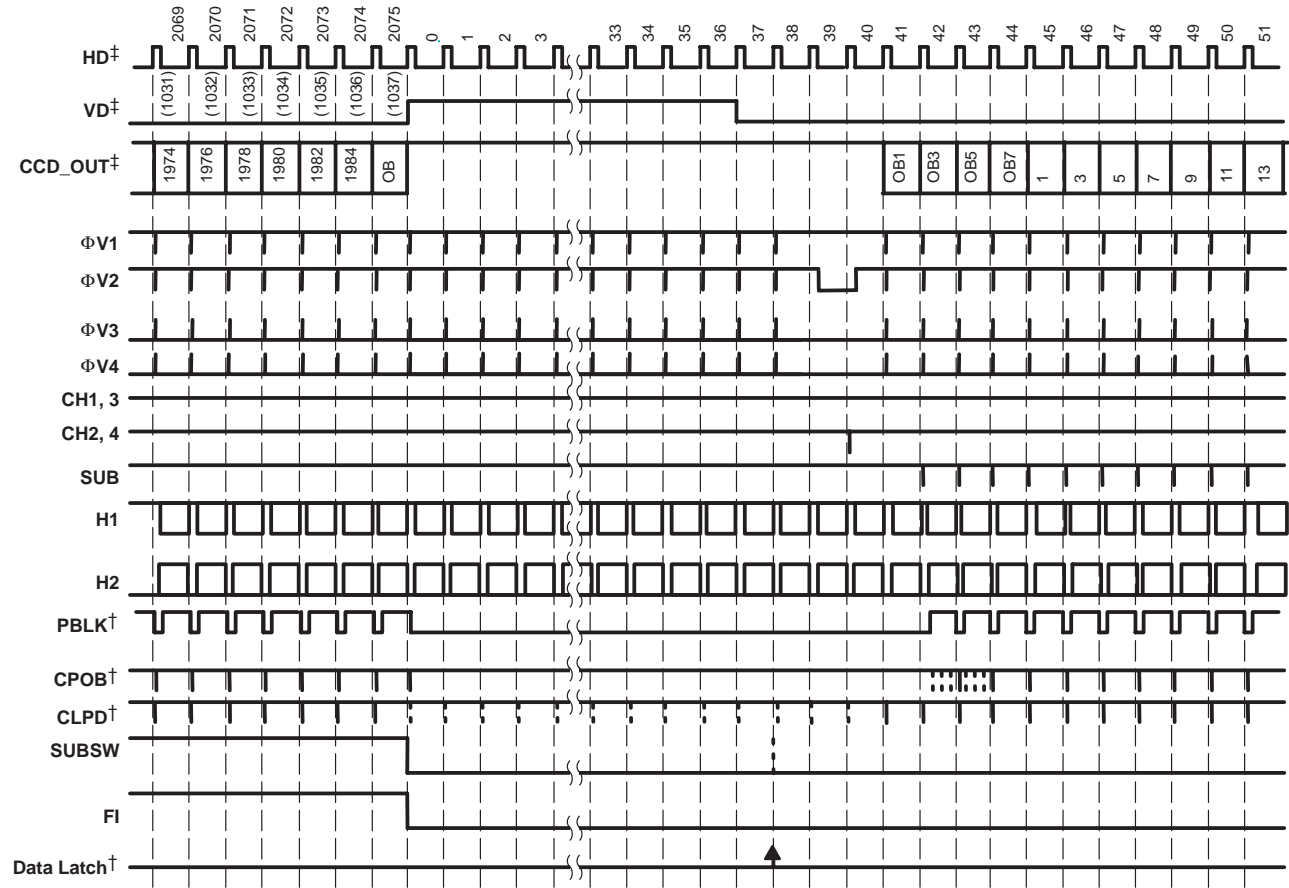 2069 2070 2071 2072 2073 2074 2075 0 1 2 3 33 34 35 36 37 38 39 40 41 42 43 44 45 46 47 48 49 50 51
HD‡
(1031) (1032) (1033) (1034) (1035) (1036) (1037)
VD‡
CCD_OUT‡ 1974 1976 1978 1980 1982 1984 OB OB1 OB3 OB5 OB7 1 3 5 7 9 11 13
ΦV1
ΦV2
ΦV3
ΦV4
CH1, 3
CH2, 4
SUB
H1
H2
PBLK†
CPOB†
CLPD†
SUBSW
FI
Data Latch†